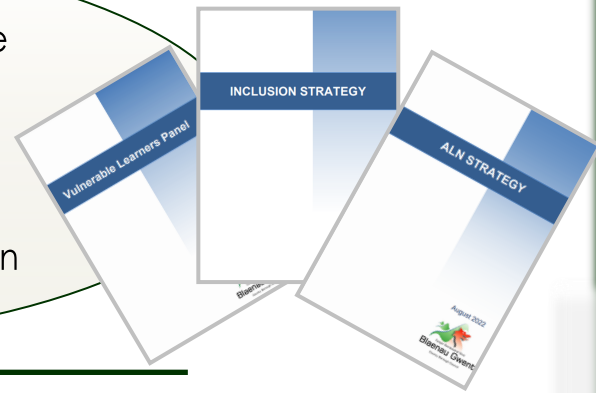 e
n
Vulnerable Learners Panel
INCLUSION STRATEGY
ALN STRATEGY
August 2022
Blaenau Gwent